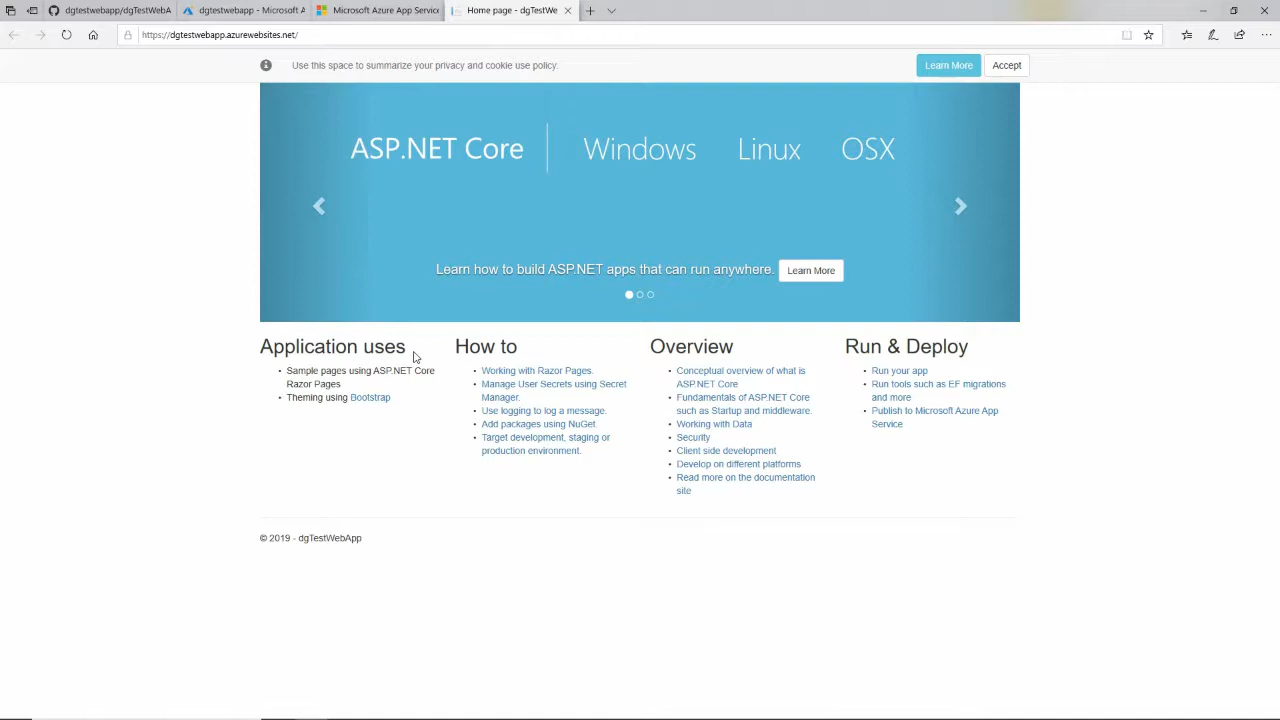 dgtestwebapp/dgTestWebA
dgtestwebapp - Microsoft A
Microsoft Azure App Service
Home page - dgTestWe
https://dgtestwebapp.azurewebsites.net/
Use this space to summarize your privacy and cookie use policy.
Learn More
Accept
ASP.NET Core
Windows
Linux
OSX
Learn how to build ASP.NET apps that can run anywhere.
Learn More
Application uses
Sample pages using ASP.NET Core
Razor Pages
Theming using Bootstrap
How to
Working with Razor Pages.
Manage User Secrets using Secret
Manager.
Use logging to log a message.
Add packages using NuGet.
Target development, staging or
production environment.
Overview
Conceptual overview of what is
ASP.NET Core
Fundamentals of ASP.NET Core
such as Startup and middleware.
Working with Data
Security
Client side development
Develop on different platforms
Read more on the documentation
site
Run & Deploy
Run your app
Run tools such as EF migrations
and more
Publish to Microsoft Azure App
Service
© 2019 - dgTestWebApp